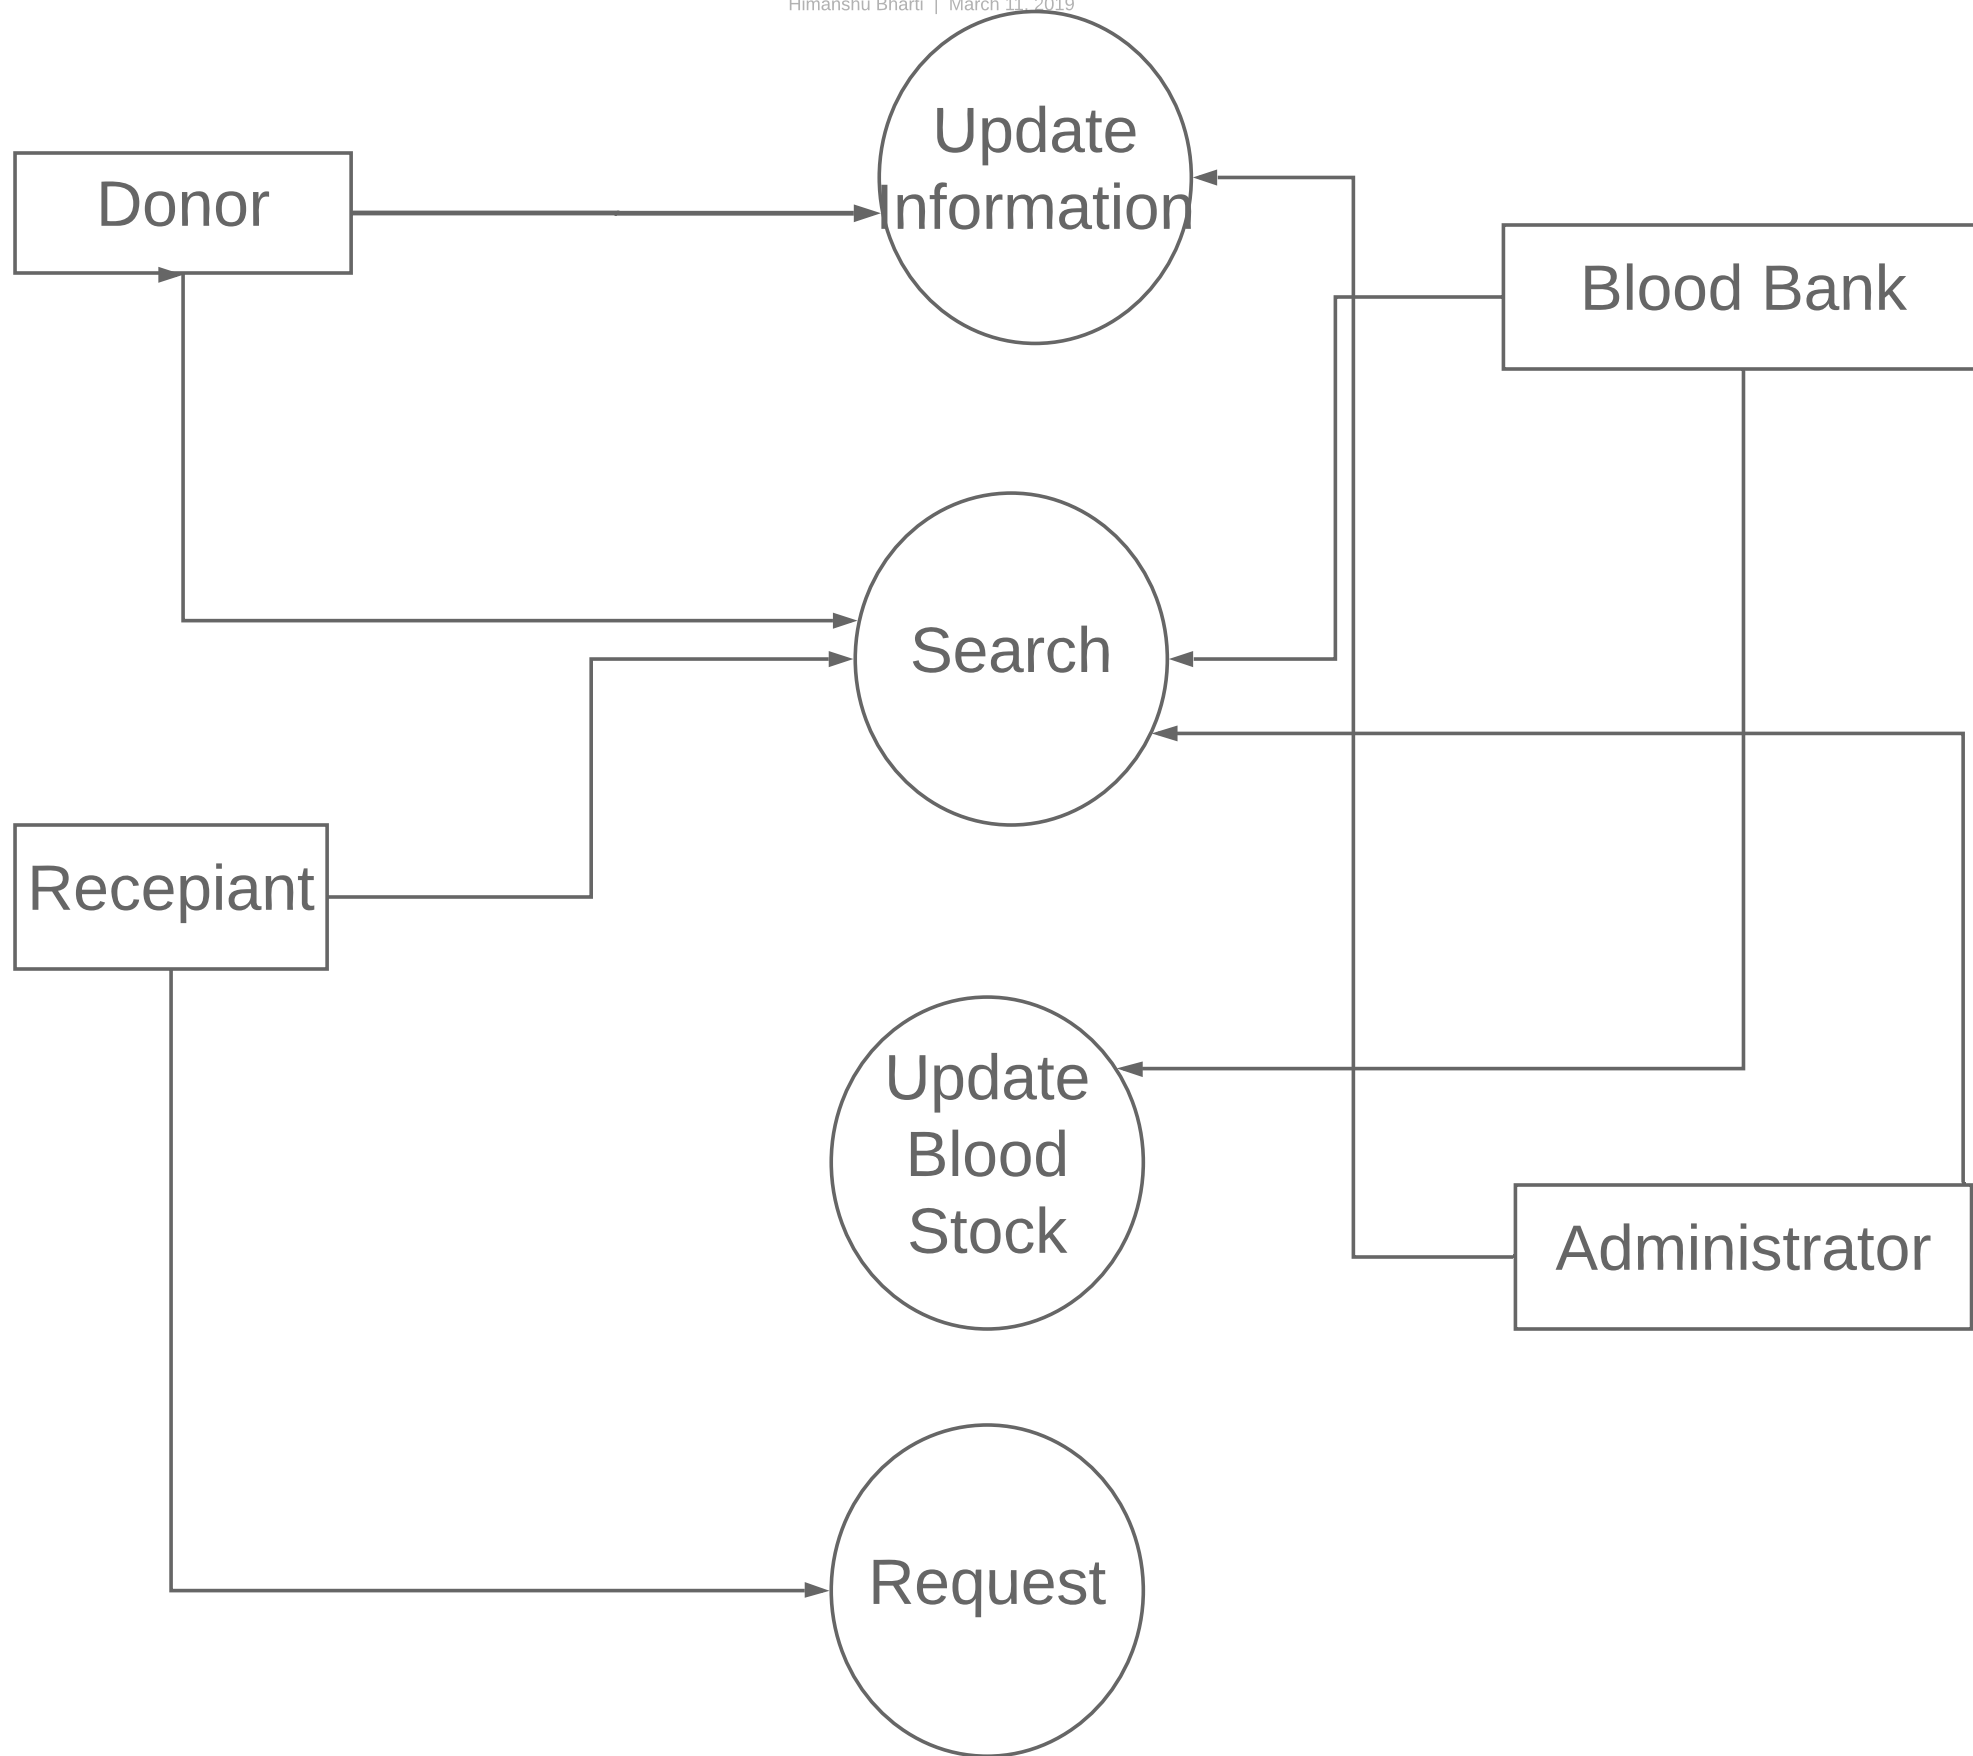 Himanshu Bharti | March 11, 2019
Update
Information
Donor
Blood Bank
Search
Recepiant
Update
Blood
Stock
Administrator
Request